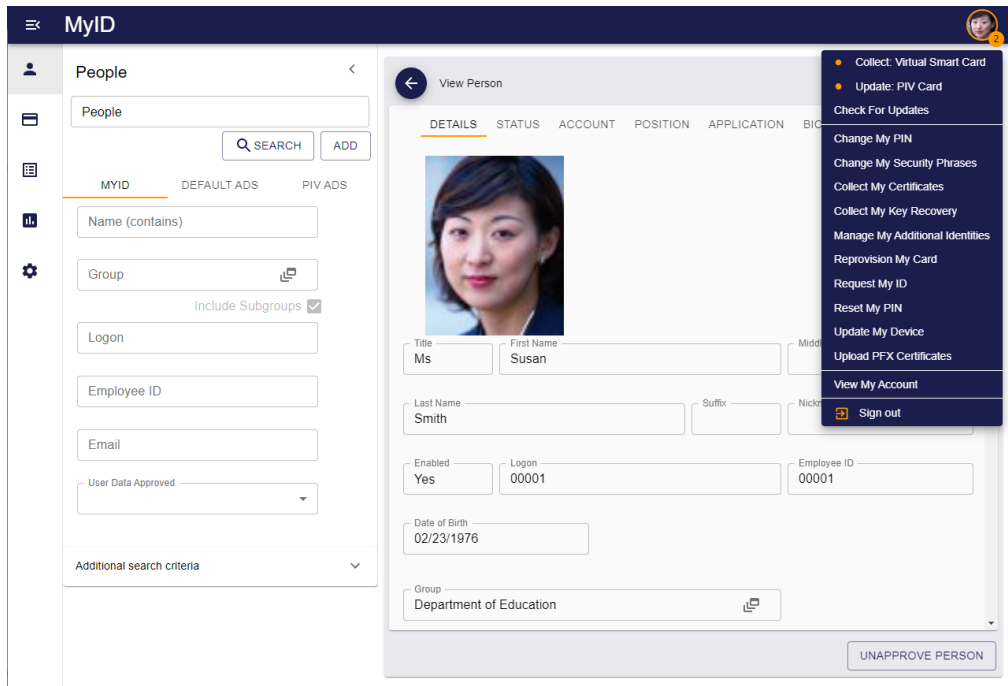 MyID
2
People
People
SEARCH
ADD
MYID
DEFAULT ADS
PIV ADS
Name (contains)
Group
Include Subgroups
Logon
Employee ID
Email
User Data Approved
Additional search criteria
View Person
DETAILS
STATUS
ACCOUNT
POSITION
APPLICATION
BIO
Title
Ms
First Name
Susan
Middl
Last Name
Smith
Suffix
Nickn
Enabled
Yes
Logon
00001
Employee ID
00001
Date of Birth
02/23/1976
Group
Department of Education
UNAPPROVE PERSON
Collect: Virtual Smart Card
Update: PIV Card
Check For Updates
Change My PIN
Change My Security Phrases
Collect My Certificates
Collect My Key Recovery
Manage My Additional Identities
Reprovision My Card
Request My ID
Reset My PIN
Update My Device
Upload PFX Certificates
View My Account
Sign out